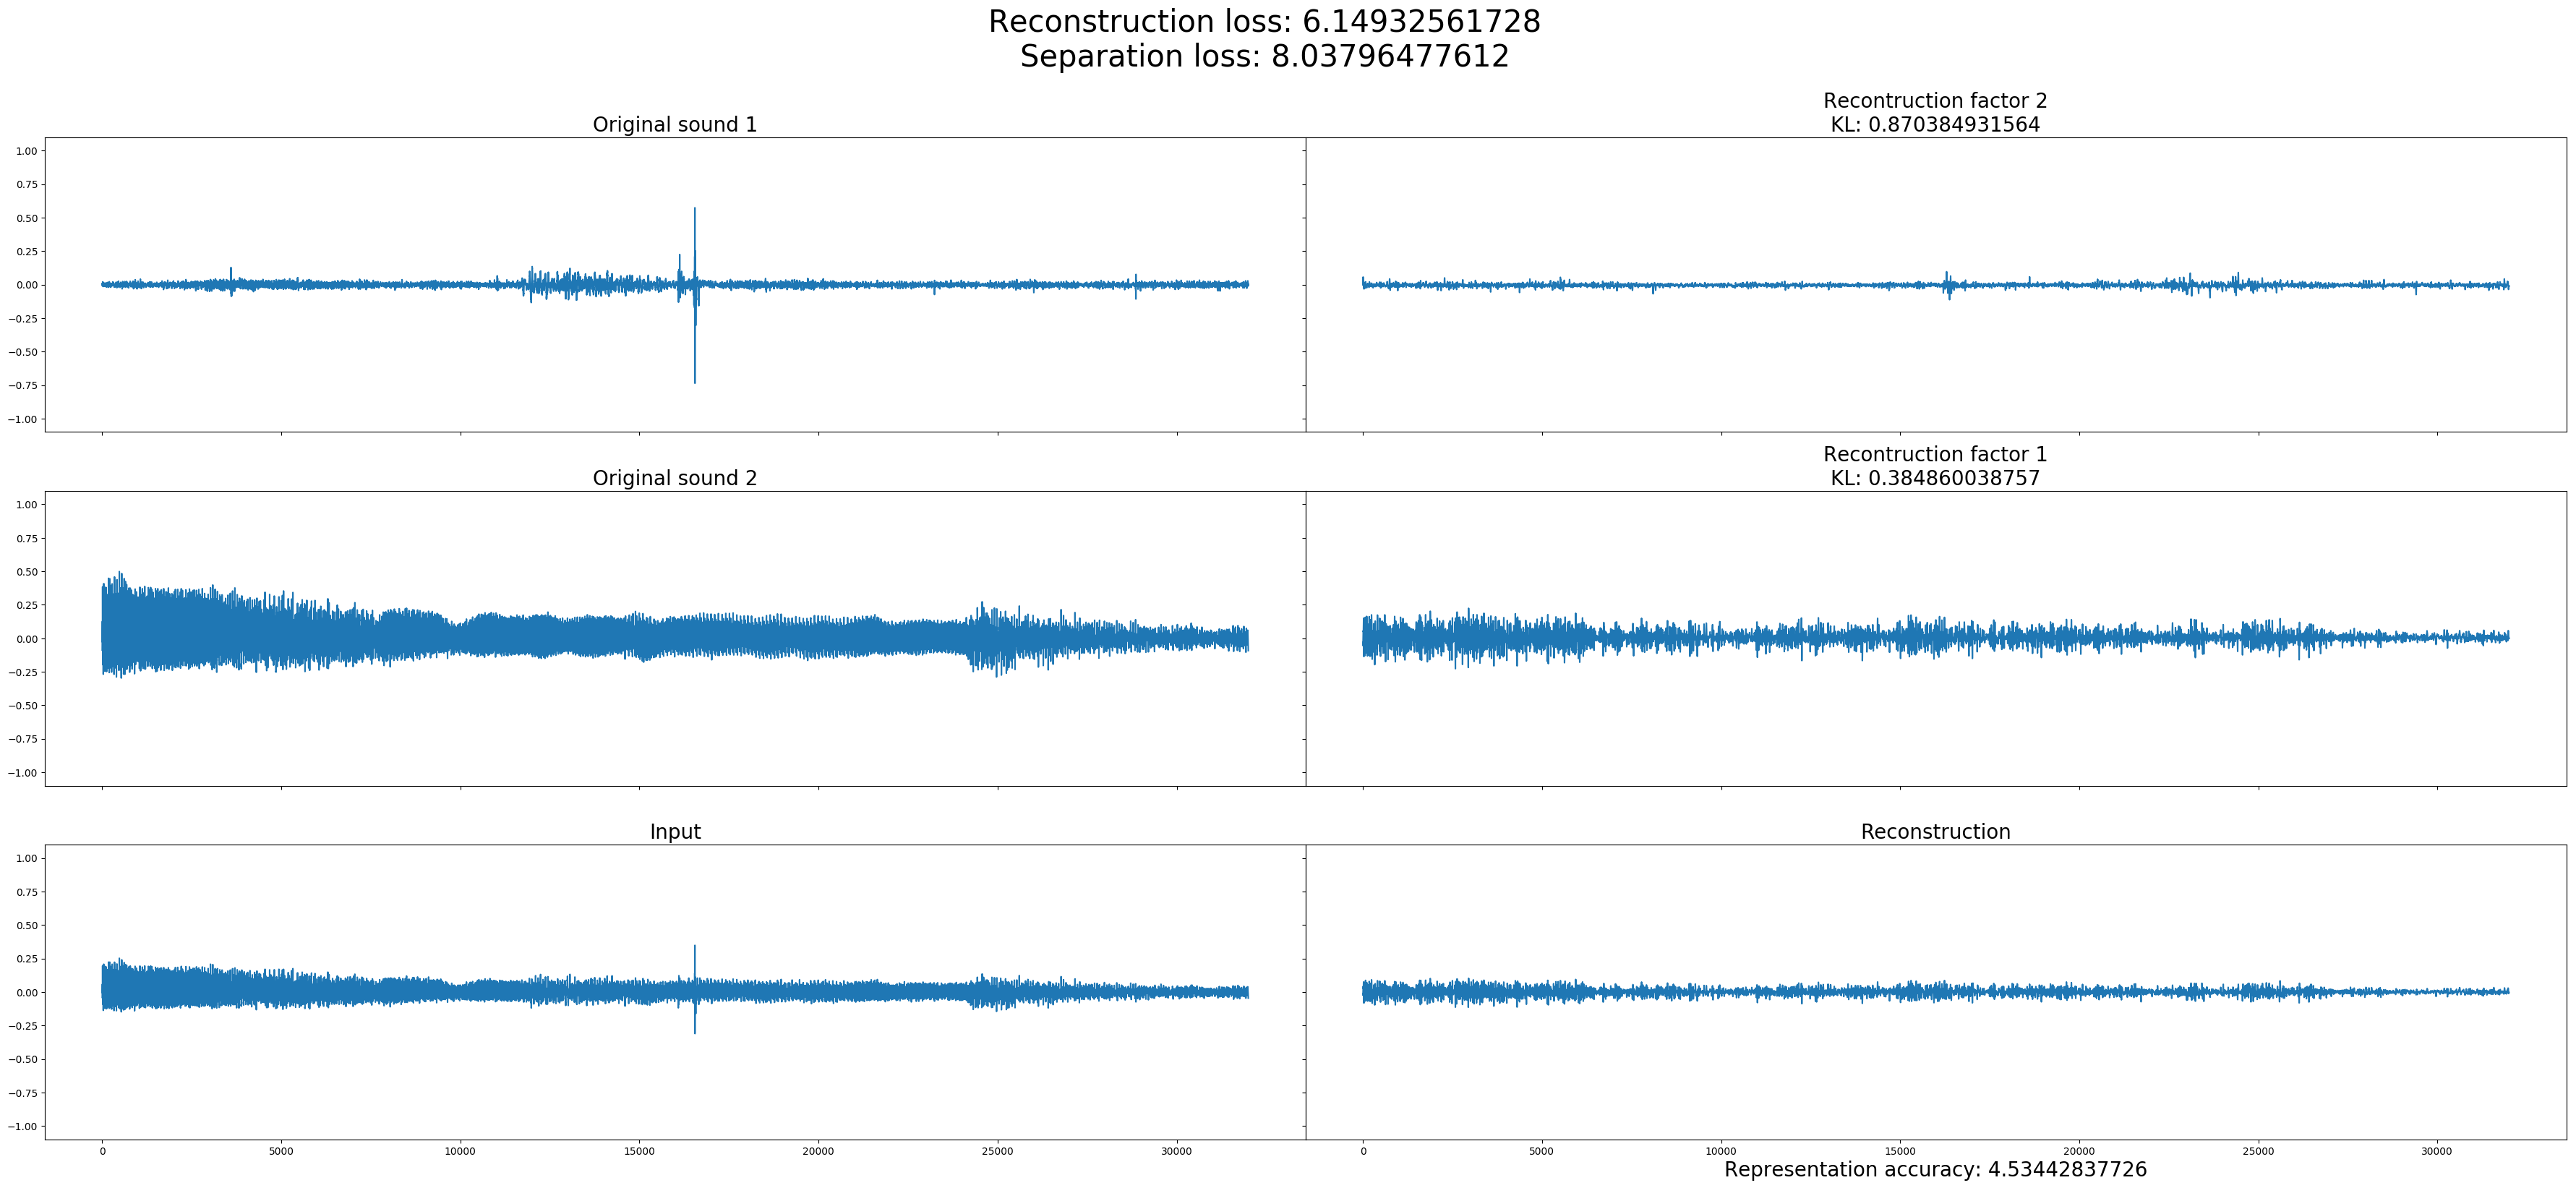 Reconstruction loss: 6.14932561728
Separation loss: 8.03796477612
Original sound 1
Recontruction factor 2
KL: 0.870384931564
1.00
0.75
0.50
0.25
0.00
−0.25
−0.50
−0.75
−1.00
Original sound 2
Recontruction factor 1
KL: 0.384860038757
1.00
0.75
0.50
0.25
0.00
−0.25
−0.50
−0.75
−1.00
Input
Reconstruction
1.00
0.75
0.50
0.25
0.00
−0.25
−0.50
−0.75
−1.00
0 5000 10000 15000 20000 25000 30000
0 5000 10000 15000 20000 25000 30000
Representation accuracy: 4.53442837726